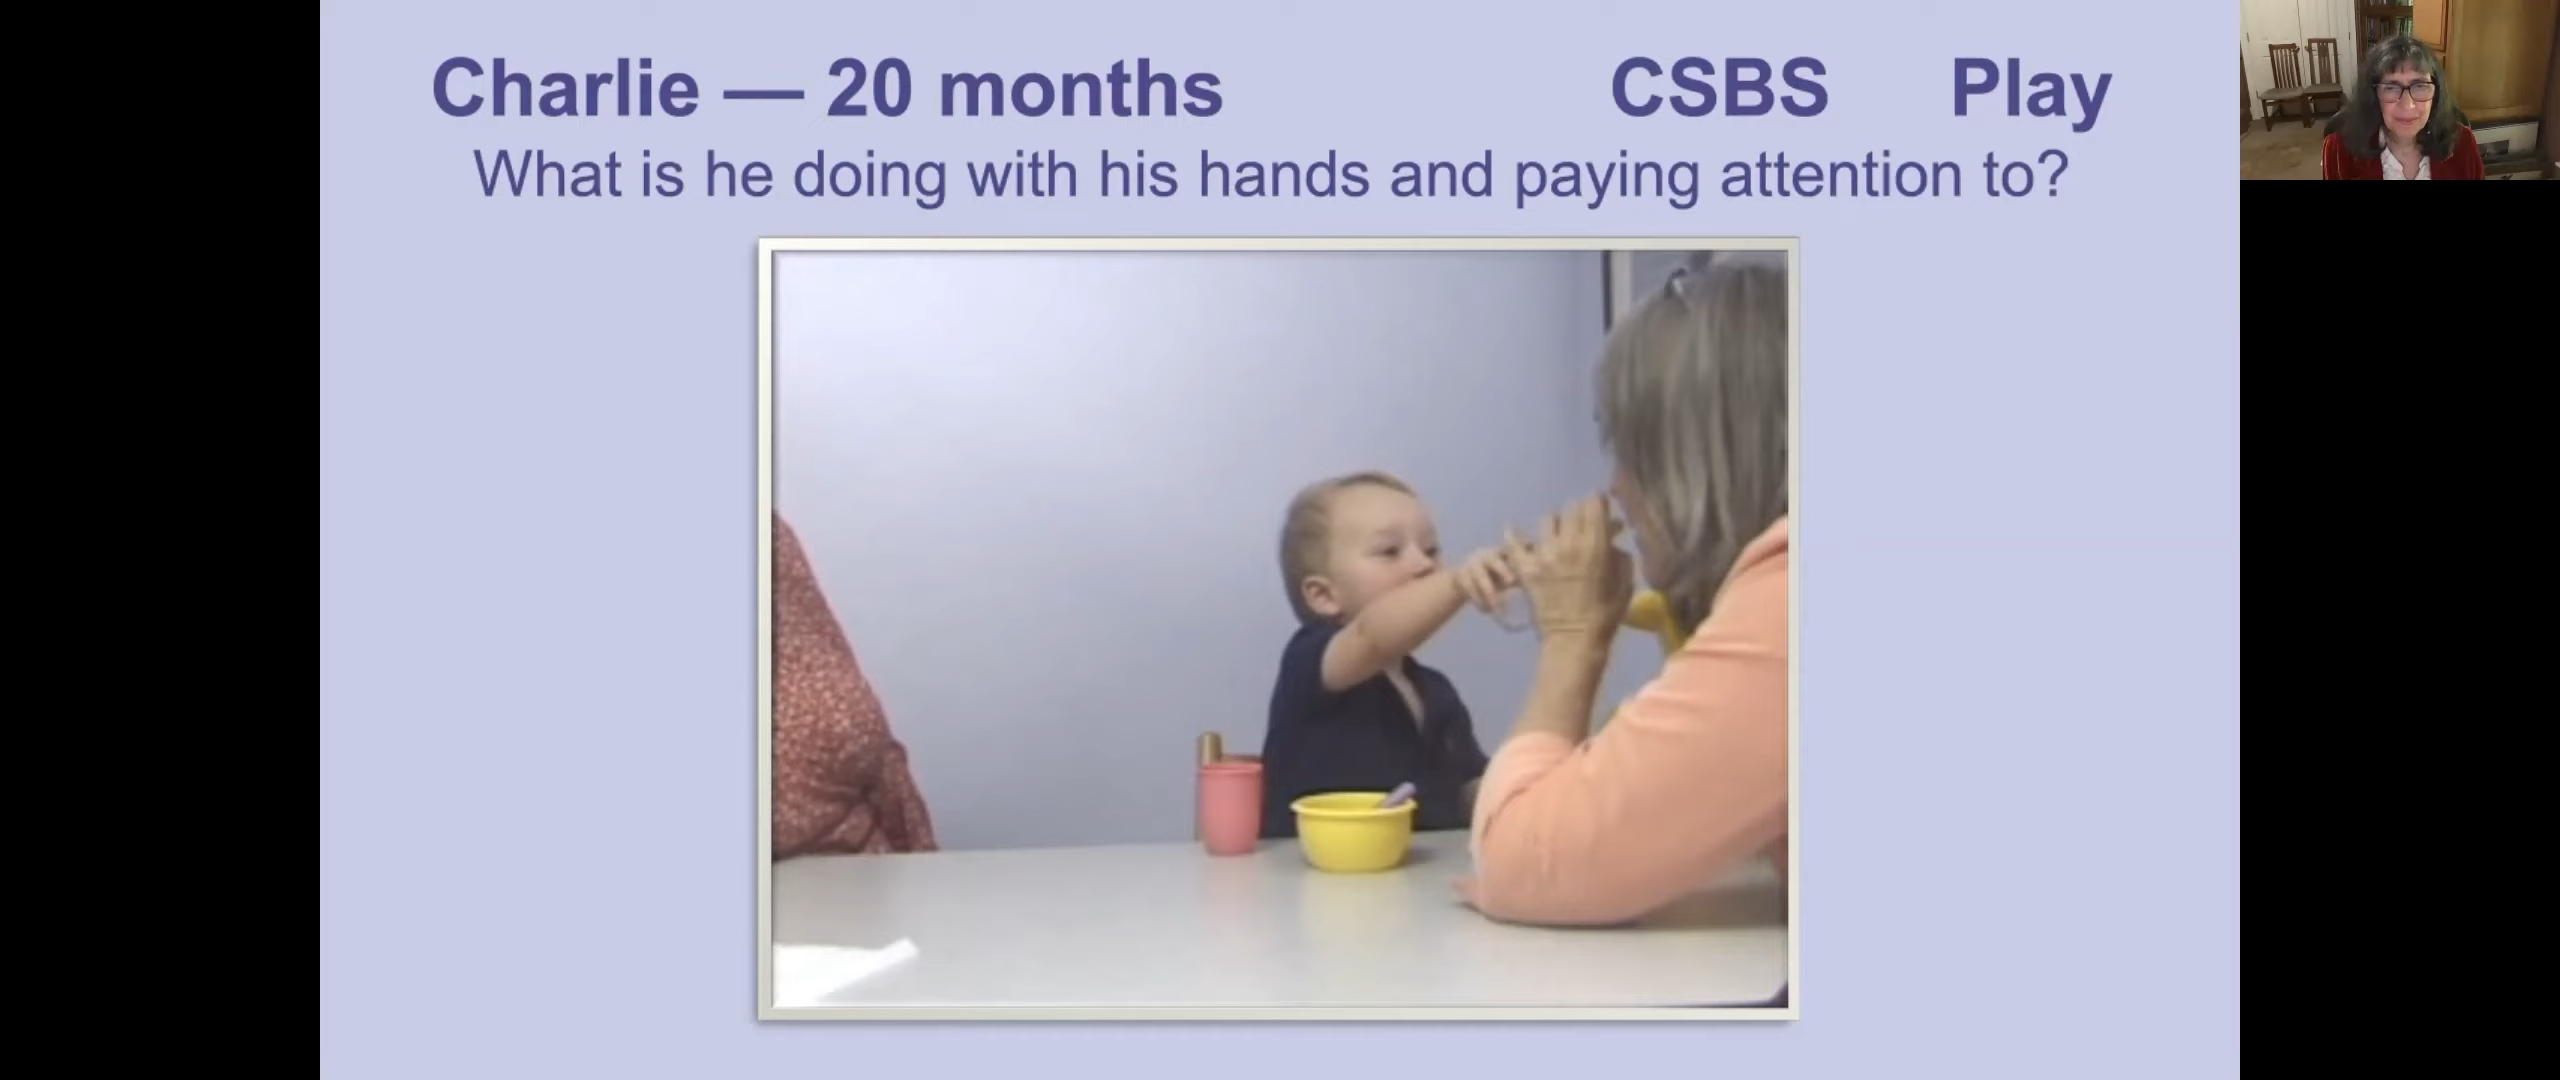 Charlie — 20 months CSBS Play
What is he doing with his hands and paying attention to?